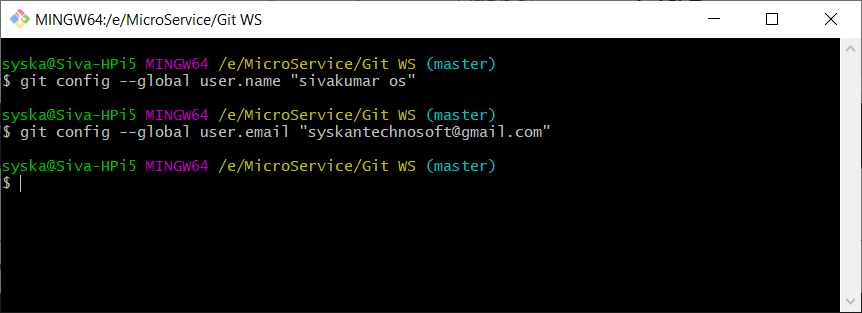 MINGW64:/e/MicroService/Git WS
syska@Siva-HPi5 MINGW64 /e/MicroService/Git WS (master)
$ git config --global user.name "sivakumar os"
syska@Siva-HPi5 MINGW64 /e/MicroService/Git WS (master)
$ git config --global user.email "syskantechnosoft@gmail.com"
syska@Siva-HPi5 MINGW64 /e/MicroService/Git WS (master)
$